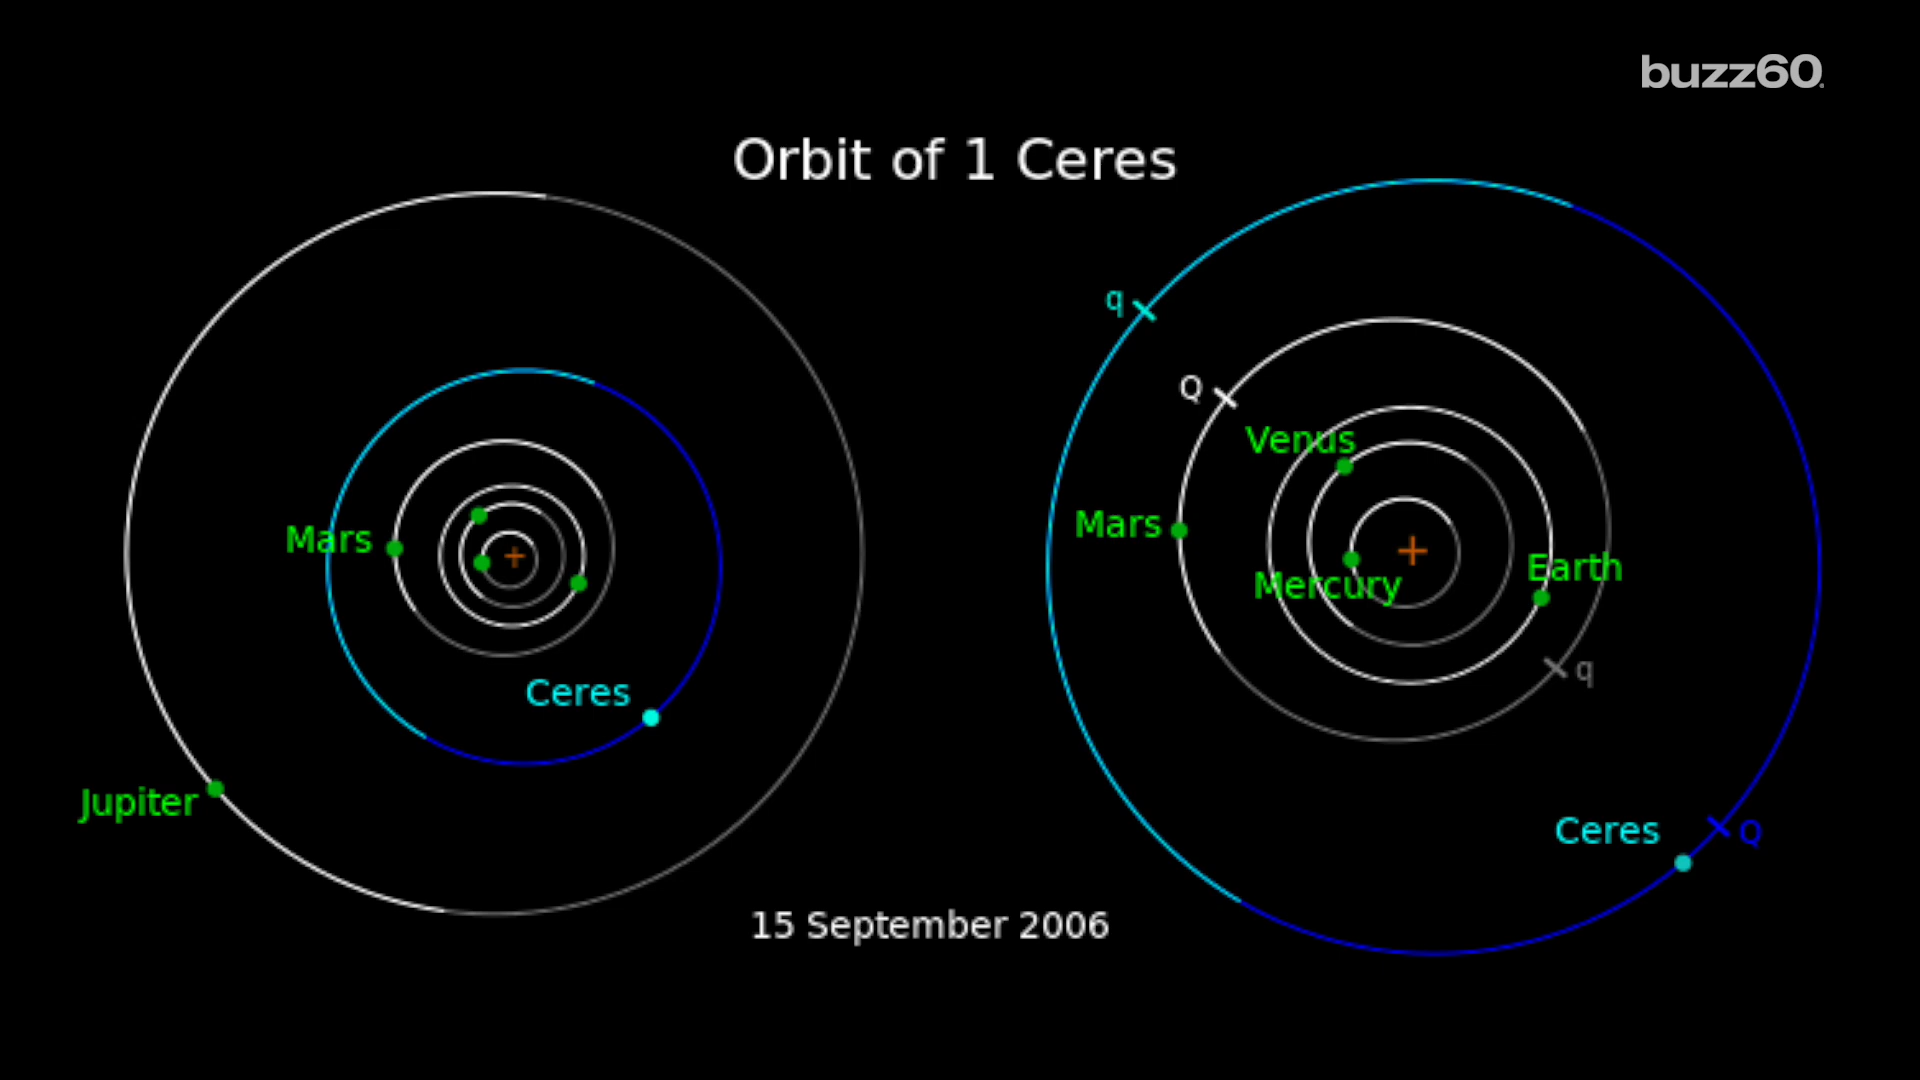 buzz60
Orbit of 1 Ceres
q
Q
Venus
Mars
Mars
Earth
Mercury
q
Ceres
Jupiter
Ceres
Q
15 September 2006